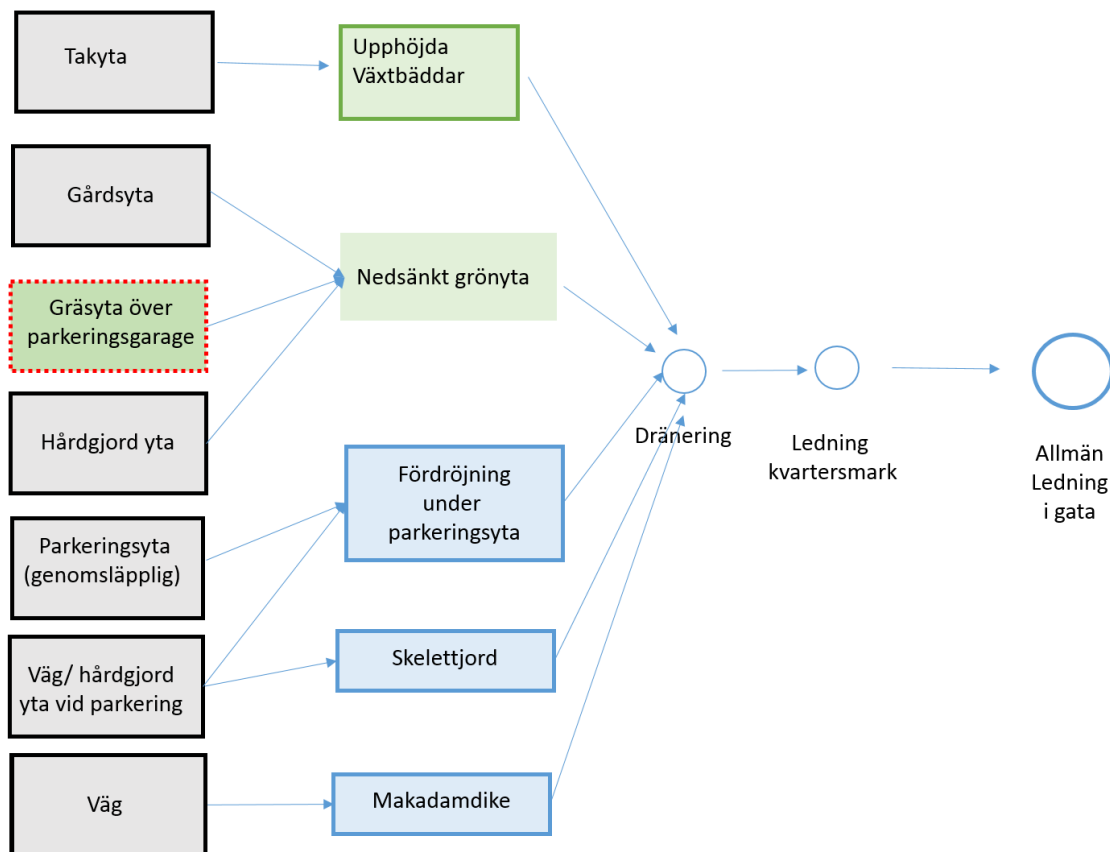 Takyta
Upphöjda
Växtbäddar
Gårdsyta
Nedsänkt grönyta
Gräsyta över
parkeringsgarage
Hårdgjord yta
Dränering
Ledning
kvartersmark
Allmän
Ledning
i gata
Fördröjning
under
parkeringsyta
Parkeringsyta
(genomsläpplig)
Väg/ hårdgjord
yta vid parkering
Skelettjord
Väg
Makadamdike